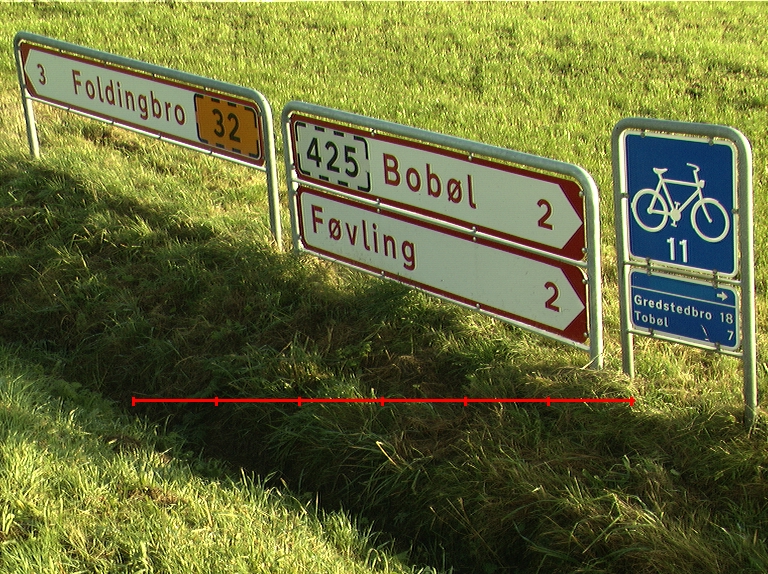 3 Foldingbro 32
425 Bobøl 2
Føvling 2
11
Gredstedbro 18
Tobøl 7